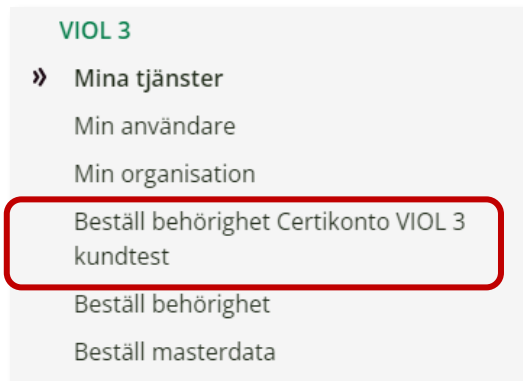 VIOL 3
» Mina tjänster
Min användare
Min organisation
Beställ behörighet Certikonto VIOL 3
kundtest
Beställ behörighet
Beställ masterdata